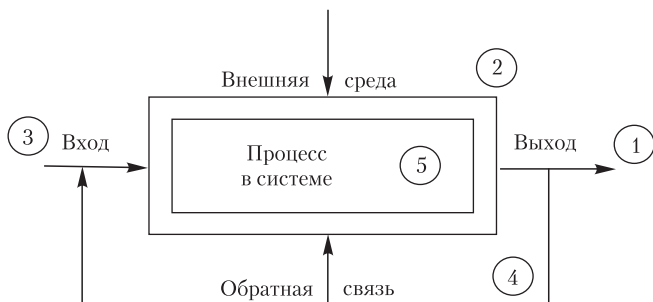 Внешняя среда
2
3
Вход
Процесс
в системе
5
Выход
1
Обратная связь
4